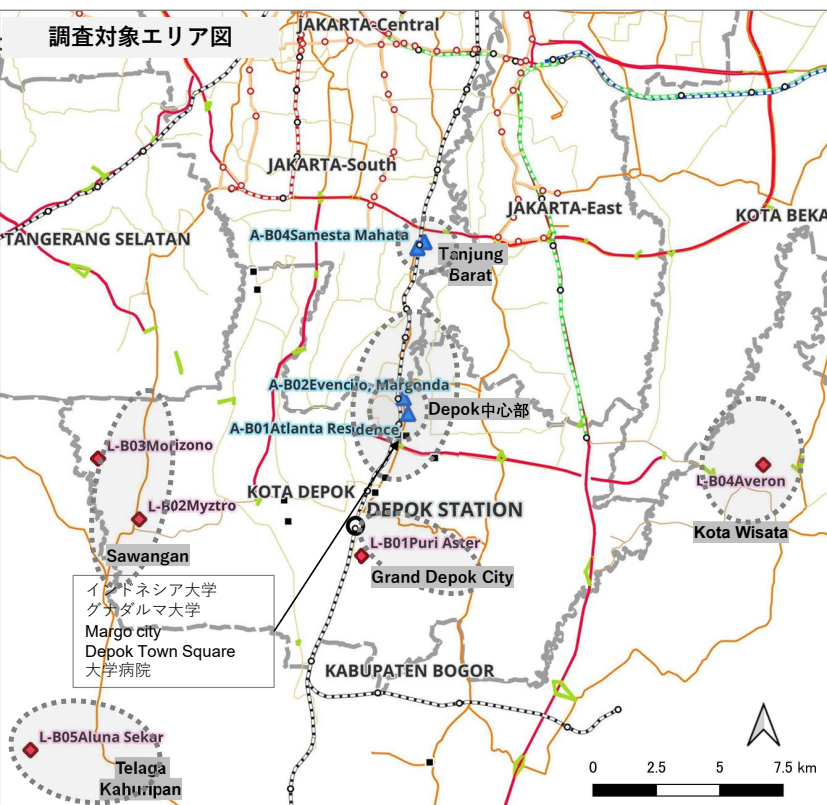 調査対象エリア図
JAKARTA-Central
JAKARTA-South
JAKARTA-East
KOTA BEKA
TANGERANG SELATAN
A-B04Samesta Mahata
Tanjung
Barat
A-B02Evenciio, Margonda
Depok中心部
A-B01Atlanta Residence
L-B03Morizono
L-B04Averon
KOTA DEPOK
L-B02Myztro
DEPOK STATION
Kota Wisata
L-B01Puri Aster
Sawangan
Grand Depok City
インドネシア大学
グナダルマ大学
Margo city
Depok Town Square
大学病院
KABUPATEN BOGOR
L-B05Aluna Sekar
Telaga
Kahuripan
0 2.5 5 7.5 km